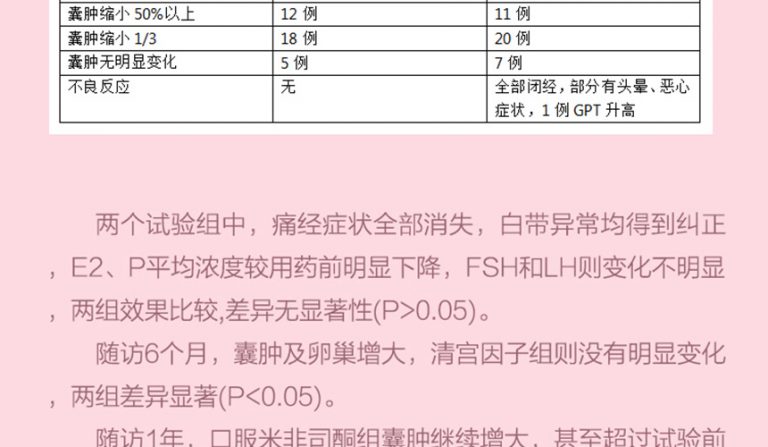 囊肿缩小 50%以上 12 例 11 例
囊肿缩小 1/3 18 例 20 例
囊肿无明显变化 5 例 7 例
不良反应 无 全部闭经，部分有头晕、恶心
症状，1 例 GPT 升高
两个试验组中，痛经症状全部消失，白带异常均得到纠正
，E2、P平均浓度较用药前明显下降，FSH和LH则变化不明显
，两组效果比较,差异无显著性(P>0.05)。
随访6个月，囊肿及卵巢增大，清宫因子组则没有明显变化
，两组差异显著(P<0.05)。
随访1年，口服米非司酮组囊肿继续增大，甚至超过试验前